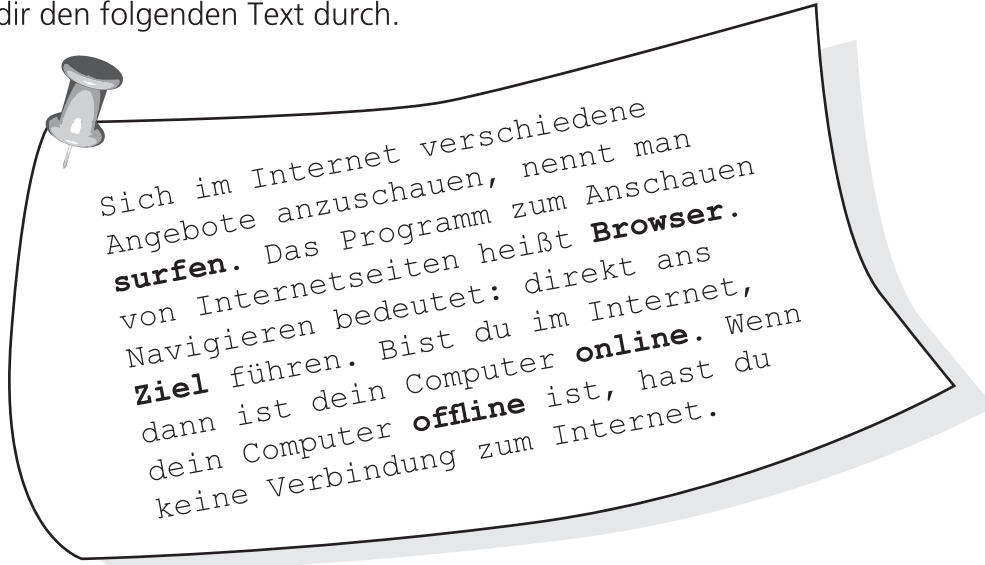 dir den folgenden Text durch.
Sich im Internet verschiedene
Angebote anzuschauen, nennt man
surfen. Das Programm zum Anschauen
von Internetseiten heißt Browser.
Navigieren bedeutet: direkt ans
Ziel führen. Bist du im Internet,
dann ist dein Computer online. Wenn
dein Computer offline ist, hast du
keine Verbindung zum Internet.